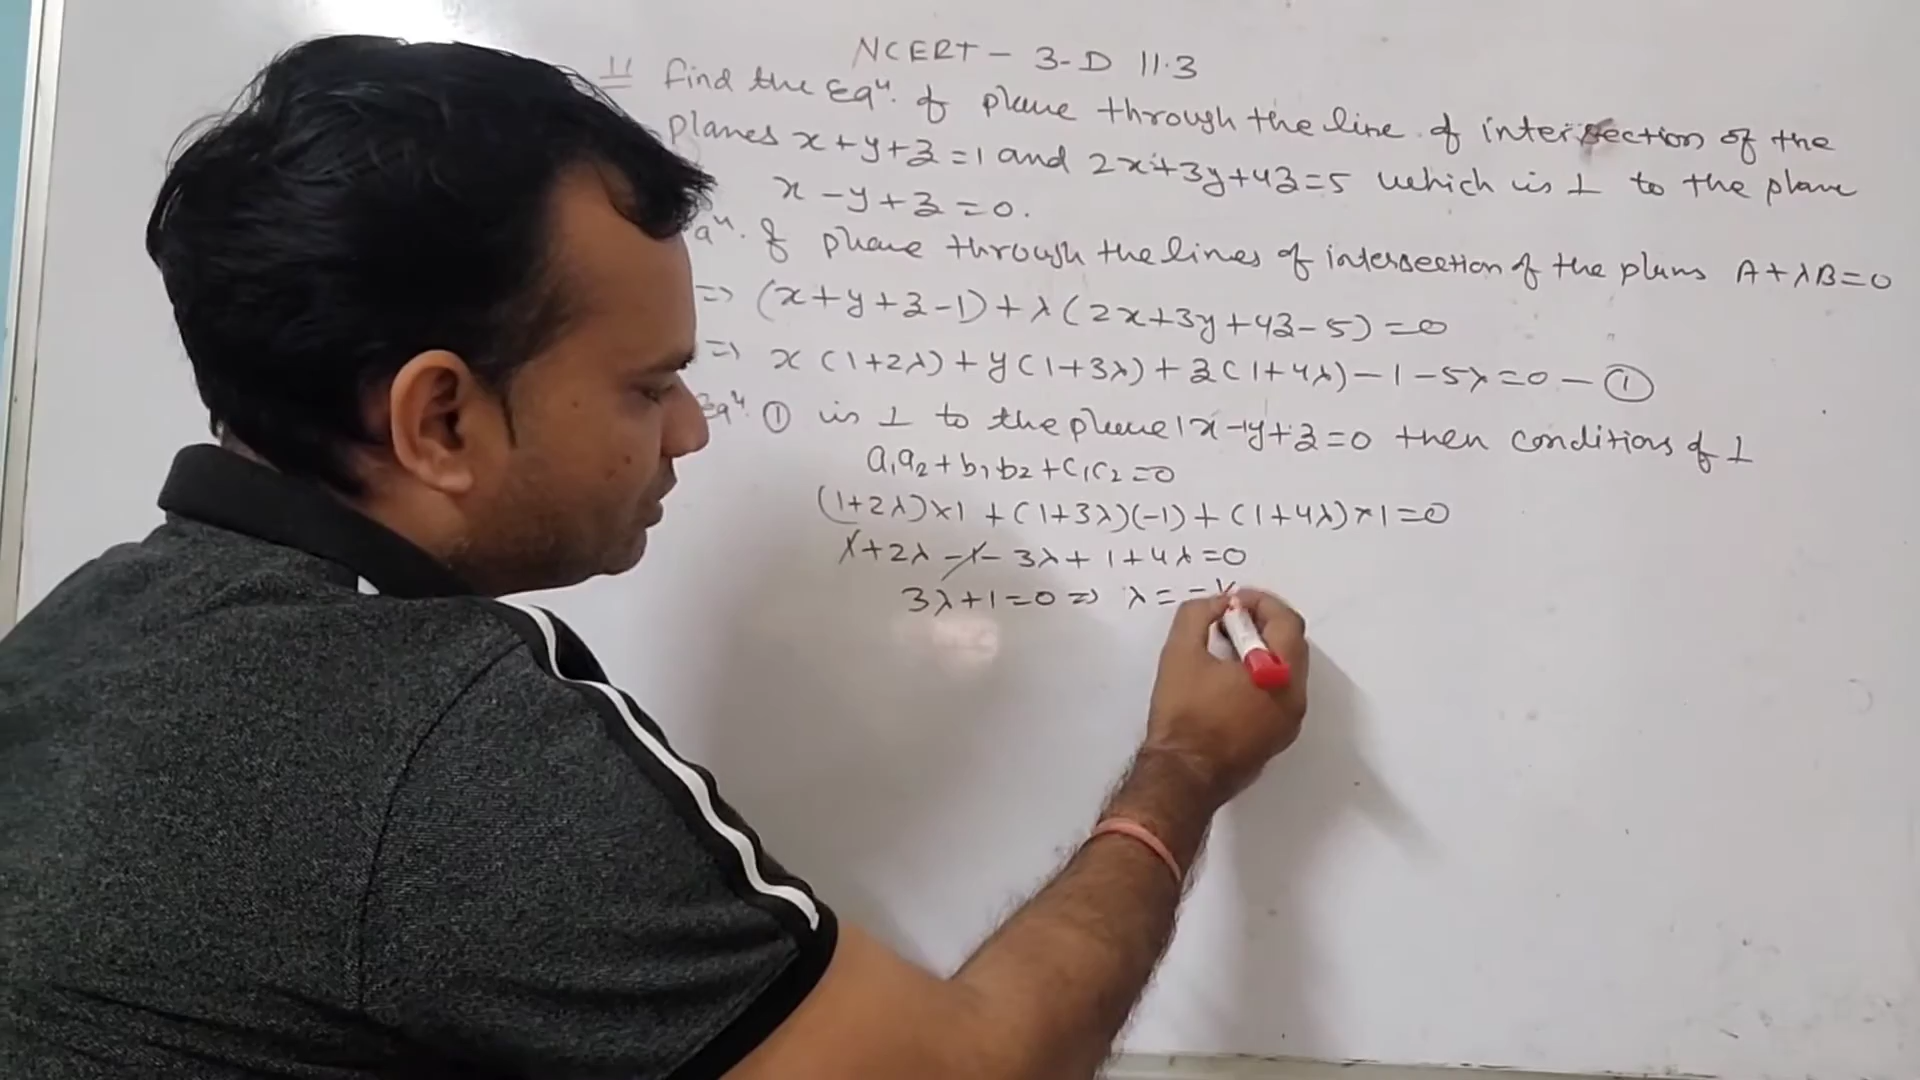 NCERT - 3-D 11.3
11 Find the Eqⁿ. of plane through the line of intersection of the
planes x+y+z=1 and 2x+3y+4z=5 which is ⊥ to the plane
x-y+z=0.
qⁿ. of plane through the lines of intersection of the plans A+λB=0
=> (x+y+z-1)+λ(2x+3y+4z-5)=0
=> x(1+2λ)+y(1+3λ)+z(1+4λ)-1-5λ=0 - ①
Eqⁿ. ① is ⊥ to the plane 1x-1y+z=0 then conditions of ⊥
a₁a₂+b₁b₂+c₁c₂=0
(1+2λ)×1+(1+3λ)(-1)+(1+4λ)×1=0
1+2λ-1-3λ+1+4λ=0
3λ+1=0 => λ=-